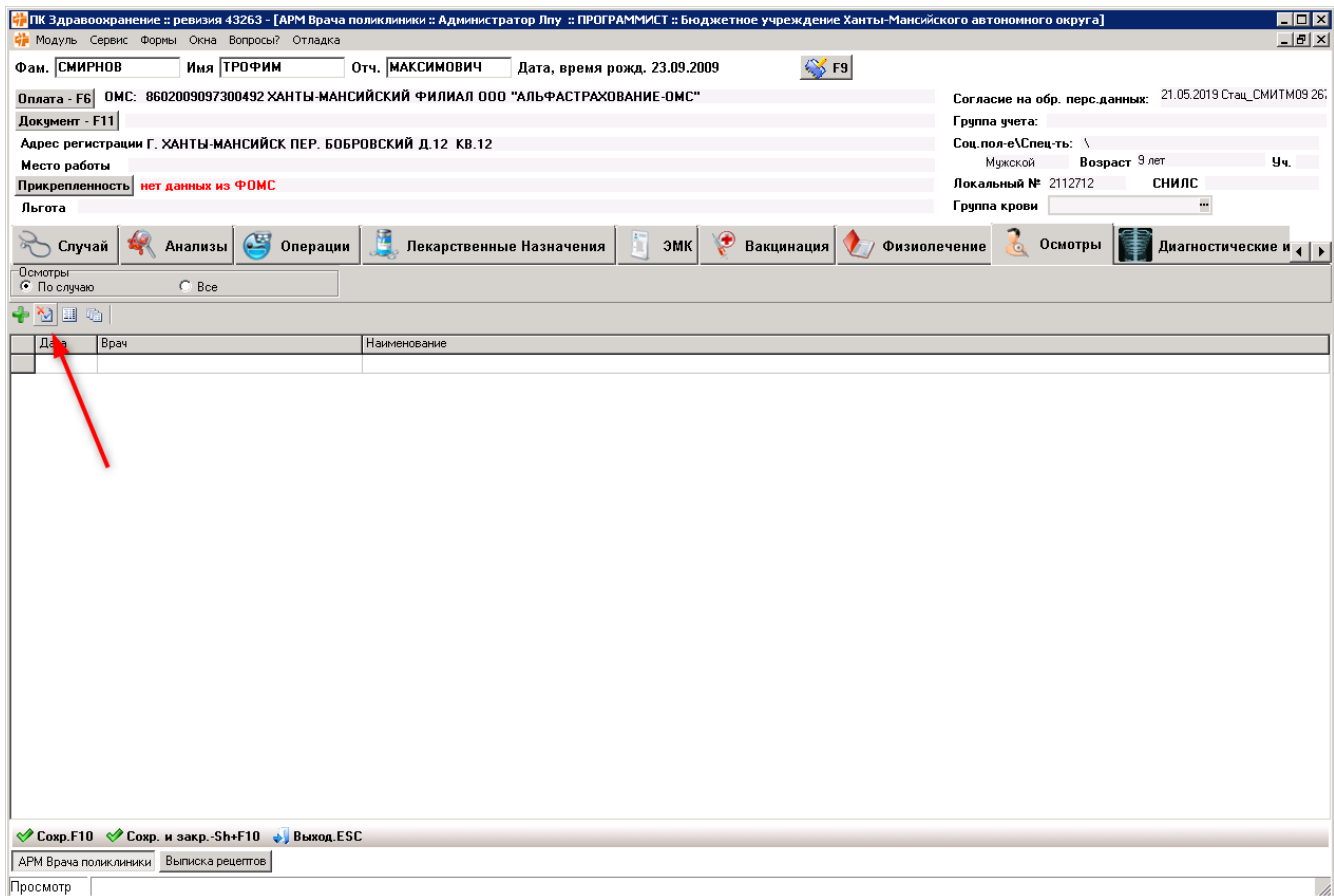 ПК Здравоохранение :: ревизия 43263 - [АРМ Врача поликлиники :: Администратор Лпу :: ПРОГРАММИСТ :: Бюджетное учреждение Ханты-Мансийского автономного округа]
Модуль Сервис Формы Окна Вопросы? Отладка
Фам. СМИРНОВ Имя ТРОФИМ Отч. МАКСИМОВИЧ Дата, время рожд. 23.09.2009 F9
Оплата - F6 ОМС: 8602009097300492 ХАНТЫ-МАНСИЙСКИЙ ФИЛИАЛ ООО "АЛЬФАСТРАХОВАНИЕ-ОМС" Согласие на обр. перс.данных: 21.05.2019 Стац_СМИТМ09 26
Документ - F11 Группа учета:
Адрес регистрации Г. ХАНТЫ-МАНСИЙСК ПЕР. БОБРОВСКИЙ Д.12 КВ.12 Соц.пол-е\Спец-ть: \
Место работы Мужской Возраст 9 лет Уч.
Прикрепленность нет данных из ФОМС Локальный № 2112712 СНИЛС
Льгота Группа крови ...
Случай Анализы Операции Лекарственные Назначения ЭМК Вакцинация Физиолечение Осмотры Диагностические и
Осмотры
По случаю Все
Дата Врач Наименование
Сохр.F10 Сохр. и закр.-Sh+F10 Выход.ESC
АРМ Врача поликлиники Выписка рецептов
Просмотр